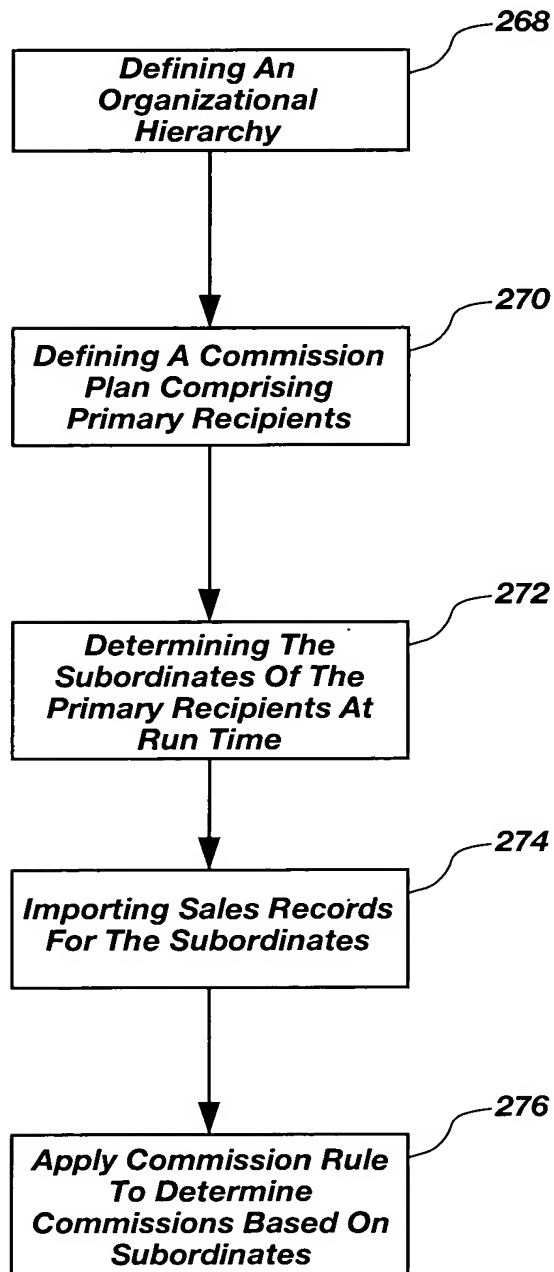 268
Defining An
Organizational
Hierarchy
270
Defining A Commission
Plan Comprising
Primary Recipients
272
Determining The
Subordinates Of The
Primary Recipients At
Run Time
274
Importing Sales Records
For The Subordinates
276
Apply Commission Rule
To Determine
Commissions Based On
Subordinates